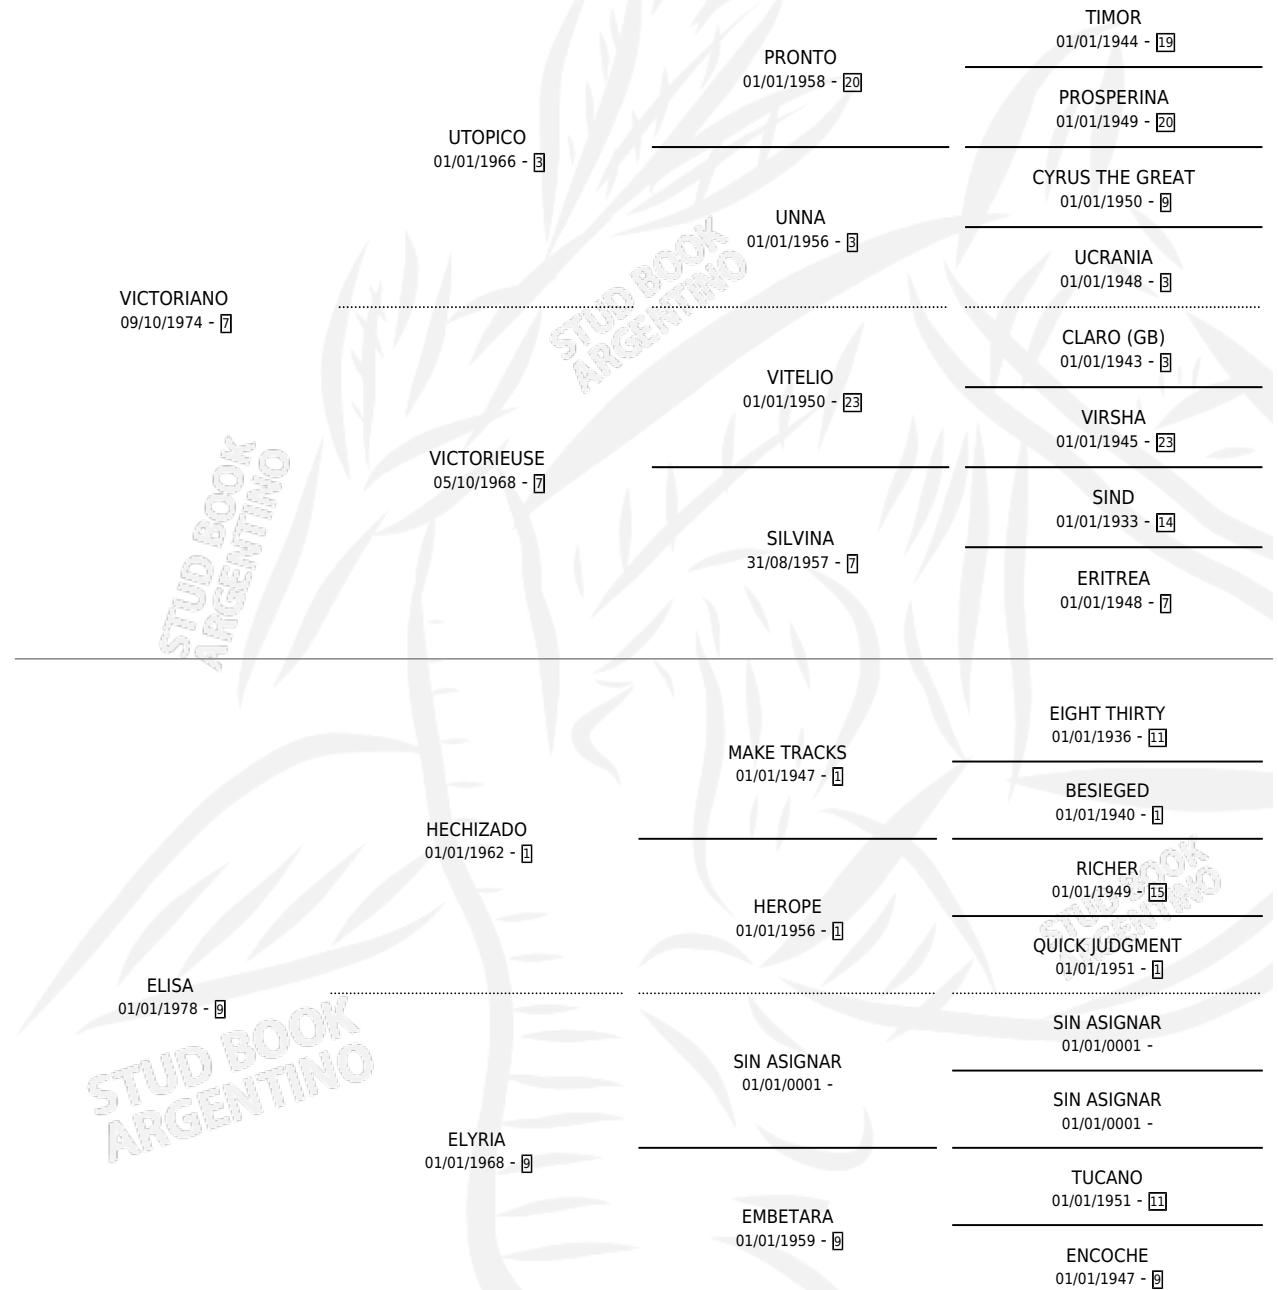 TIMOR
01/01/1944 - 19
PRONTO
01/01/1958 - 20
PROSPERINA
01/01/1949 - 20
UTOPICO
01/01/1966 - 3
CYRUS THE GREAT
01/01/1950 - 9
UNNA
01/01/1956 - 3
UCRANIA
01/01/1948 - 3
VICTORIANO
09/10/1974 - 7
CLARO (GB)
01/01/1943 - 3
VITELIO
01/01/1950 - 23
VIRSHA
01/01/1945 - 23
VICTORIEUSE
05/10/1968 - 7
SIND
01/01/1933 - 14
SILVINA
31/08/1957 - 7
ERITREA
01/01/1948 - 7
EIGHT THIRTY
01/01/1936 - 11
MAKE TRACKS
01/01/1947 - 1
BESIEGED
01/01/1940 - 1
HECHIZADO
01/01/1962 - 1
RICHER
01/01/1949 - 15
HEROPE
01/01/1956 - 1
QUICK JUDGMENT
01/01/1951 - 1
ELISA
01/01/1978 - 9
SIN ASIGNAR
01/01/0001 -
SIN ASIGNAR
01/01/0001 -
SIN ASIGNAR
01/01/0001 -
ELYRIA
01/01/1968 - 9
TUCANO
01/01/1951 - 11
EMBETARA
01/01/1959 - 9
ENCOCHE
01/01/1947 - 9
STUD BOOK
ARGENTINO
STUD BOOK
ARGENTINO
STUD BOOK
ARGENTINO
STUD BOOK
ARGENTINO